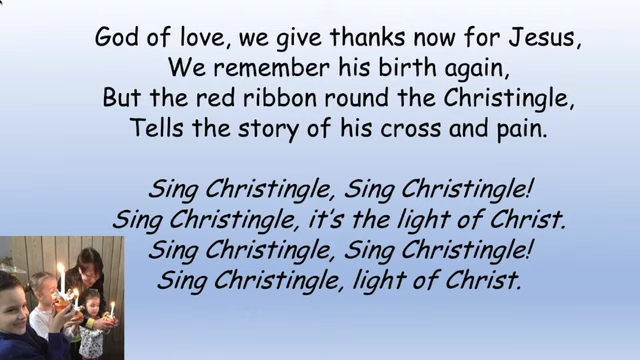 God of love, we give thanks now for Jesus,
We remember his birth again,
But the red ribbon round the Christingle,
Tells the story of his cross and pain.
Sing Christingle, Sing Christingle!
Sing Christingle, it's the light of Christ.
Sing Christingle, Sing Christingle!
Sing Christingle, light of Christ.